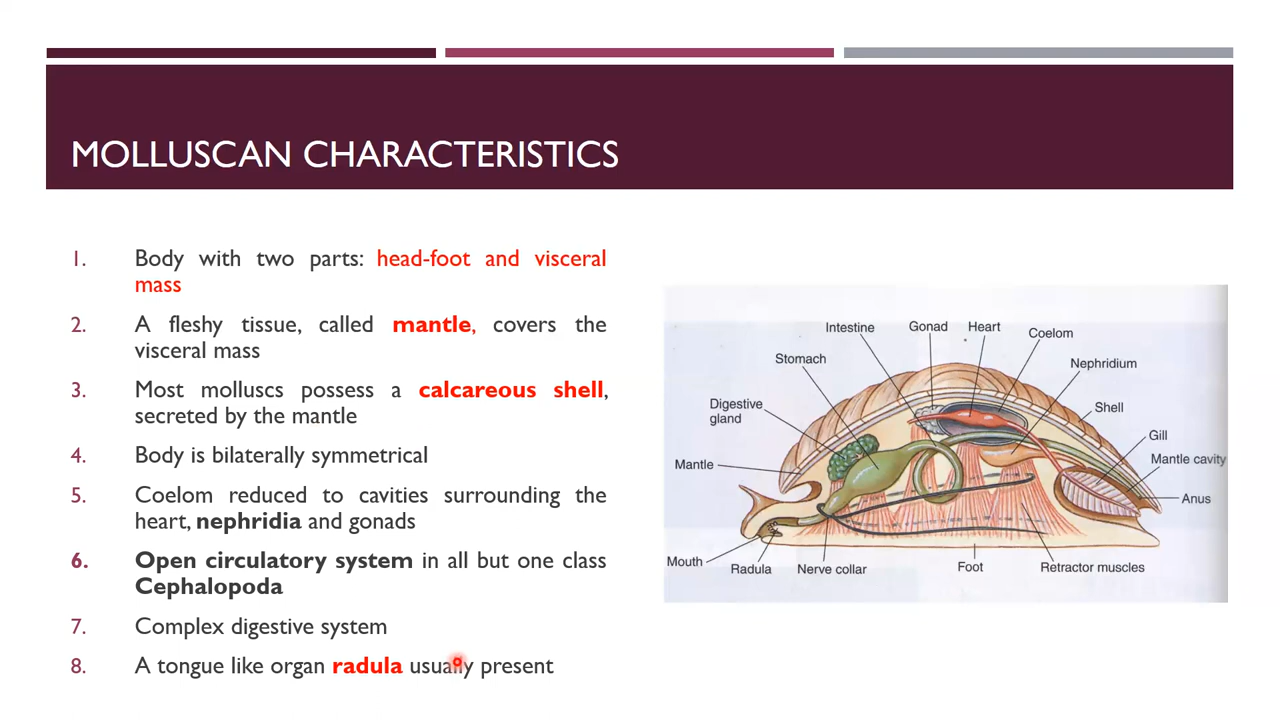 MOLLUSCAN CHARACTERISTICS
1. Body with two parts: head-foot and visceral
mass
2. A fleshy tissue, called mantle, covers the
visceral mass
3. Most molluscs possess a calcareous shell,
secreted by the mantle
4. Body is bilaterally symmetrical
5. Coelom reduced to cavities surrounding the
heart, nephridia and gonads
6. Open circulatory system in all but one class
Cephalopoda
7. Complex digestive system
8. A tongue like organ radula usually present
Intestine
Gonad
Heart
Coelom
Stomach
Nephridium
Digestive
gland
Shell
Gill
Mantle
Mantle cavity
Anus
Mouth
Radula
Nerve collar
Foot
Retractor muscles